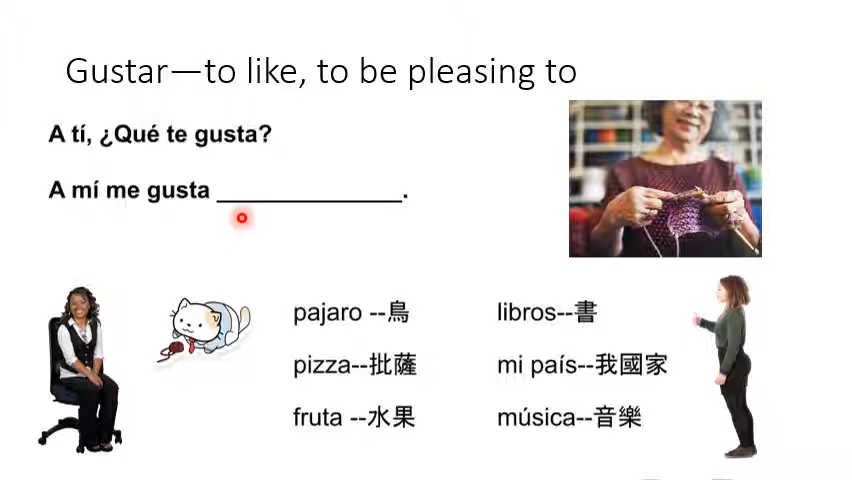 Gustar—to like, to be pleasing to
A tí, ¿Qué te gusta?
A mí me gusta ______________.
pajaro --鳥
libros--書
pizza--批薩
mi país--我國家
fruta --水果
música--音樂